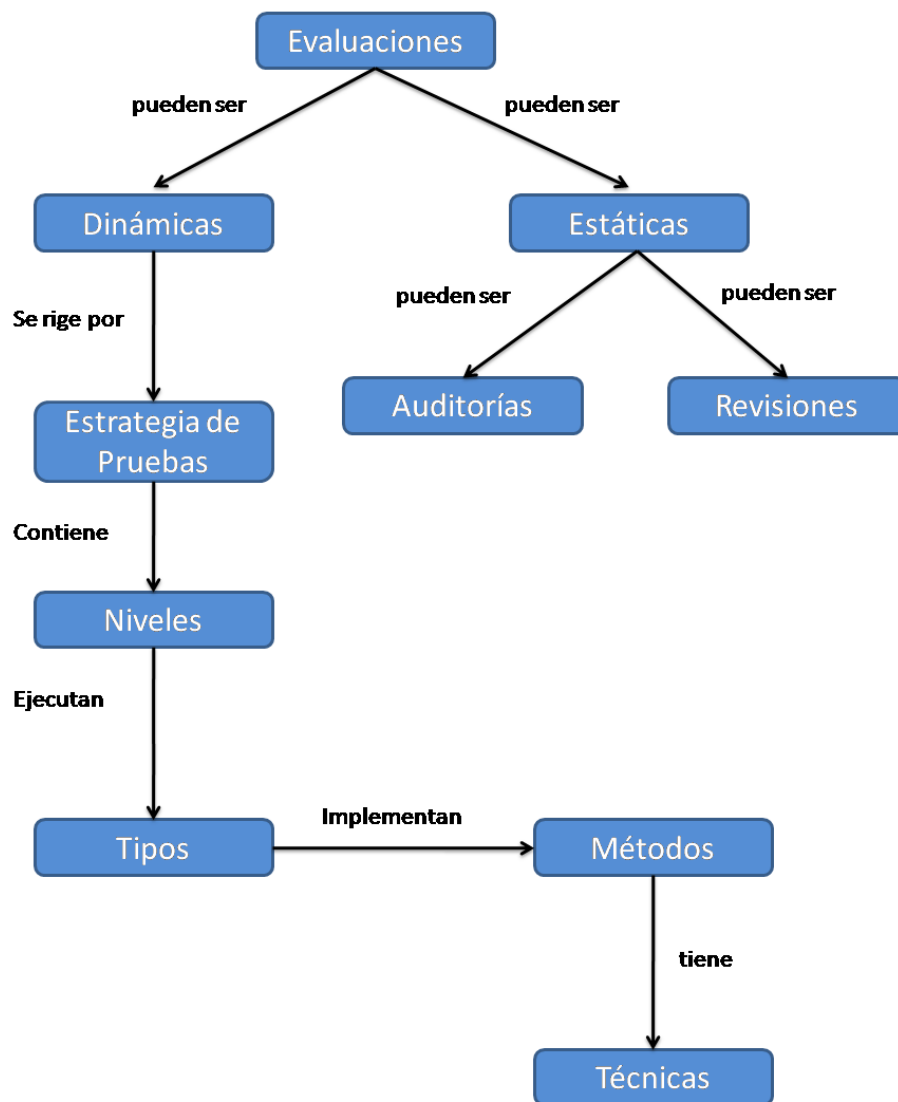 Evaluaciones
pueden ser
pueden ser
Dinámicas
Estáticas
pueden ser
pueden ser
Se rige por
Auditorías
Revisiones
Estrategia de
Pruebas
Contiene
Niveles
Ejecutan
Implementan
Tipos
Métodos
tiene
Técnicas